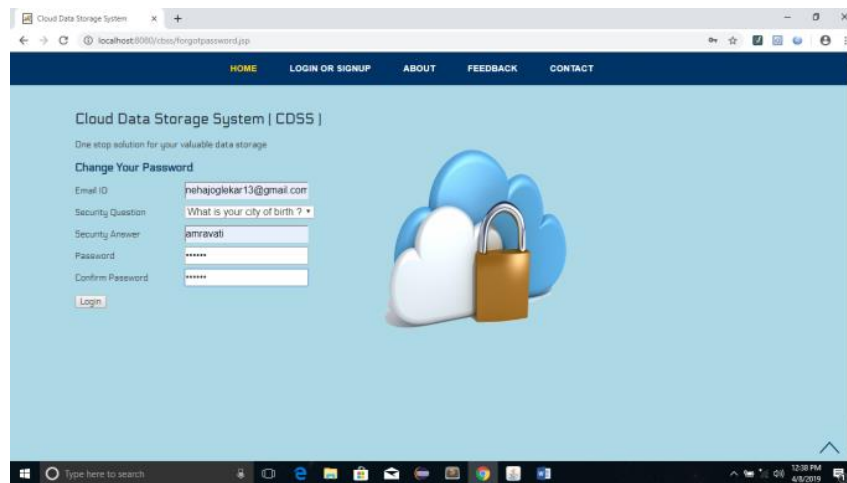 Cloud Data Storage System
localhost:8080/cbss/forgotpassword.jsp
HOME LOGIN OR SIGNUP ABOUT FEEDBACK CONTACT
Cloud Data Storage System ( CDSS )
One stop solution for your valuable data storage
Change Your Password
Email ID nehajoglekar13@gmail.com
Security Question What is your city of birth ?
Security Answer amravati
Password ••••••
Confirm Password ••••••
Login
Type here to search
12:38 PM
4/8/2019